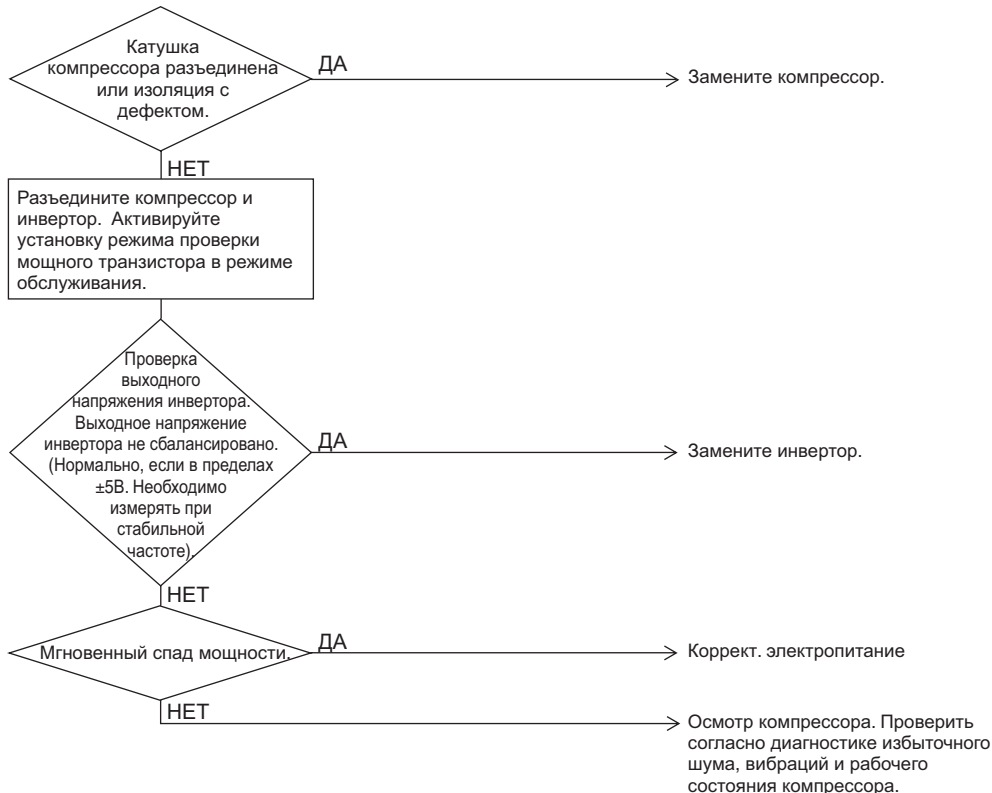 Катушка
компрессора разъединена
или изоляция с
дефектом.
ДА
Замените компрессор.
НЕТ
Разъедините компрессор и
инвертор. Активируйте
установку режима проверки
мощного транзистора в режиме
обслуживания.
Проверка
выходного
напряжения инвертора.
Выходное напряжение
инвертора не сбалансировано.
(Нормально, если в пределах
±5В. Необходимо
измерять при
стабильной
частоте).
ДА
Замените инвертор.
НЕТ
Мгновенный спад мощности.
ДА
Коррект. электропитание
НЕТ
Осмотр компрессора. Проверить
согласно диагностике избыточного
шума, вибраций и рабочего
состояния компрессора.